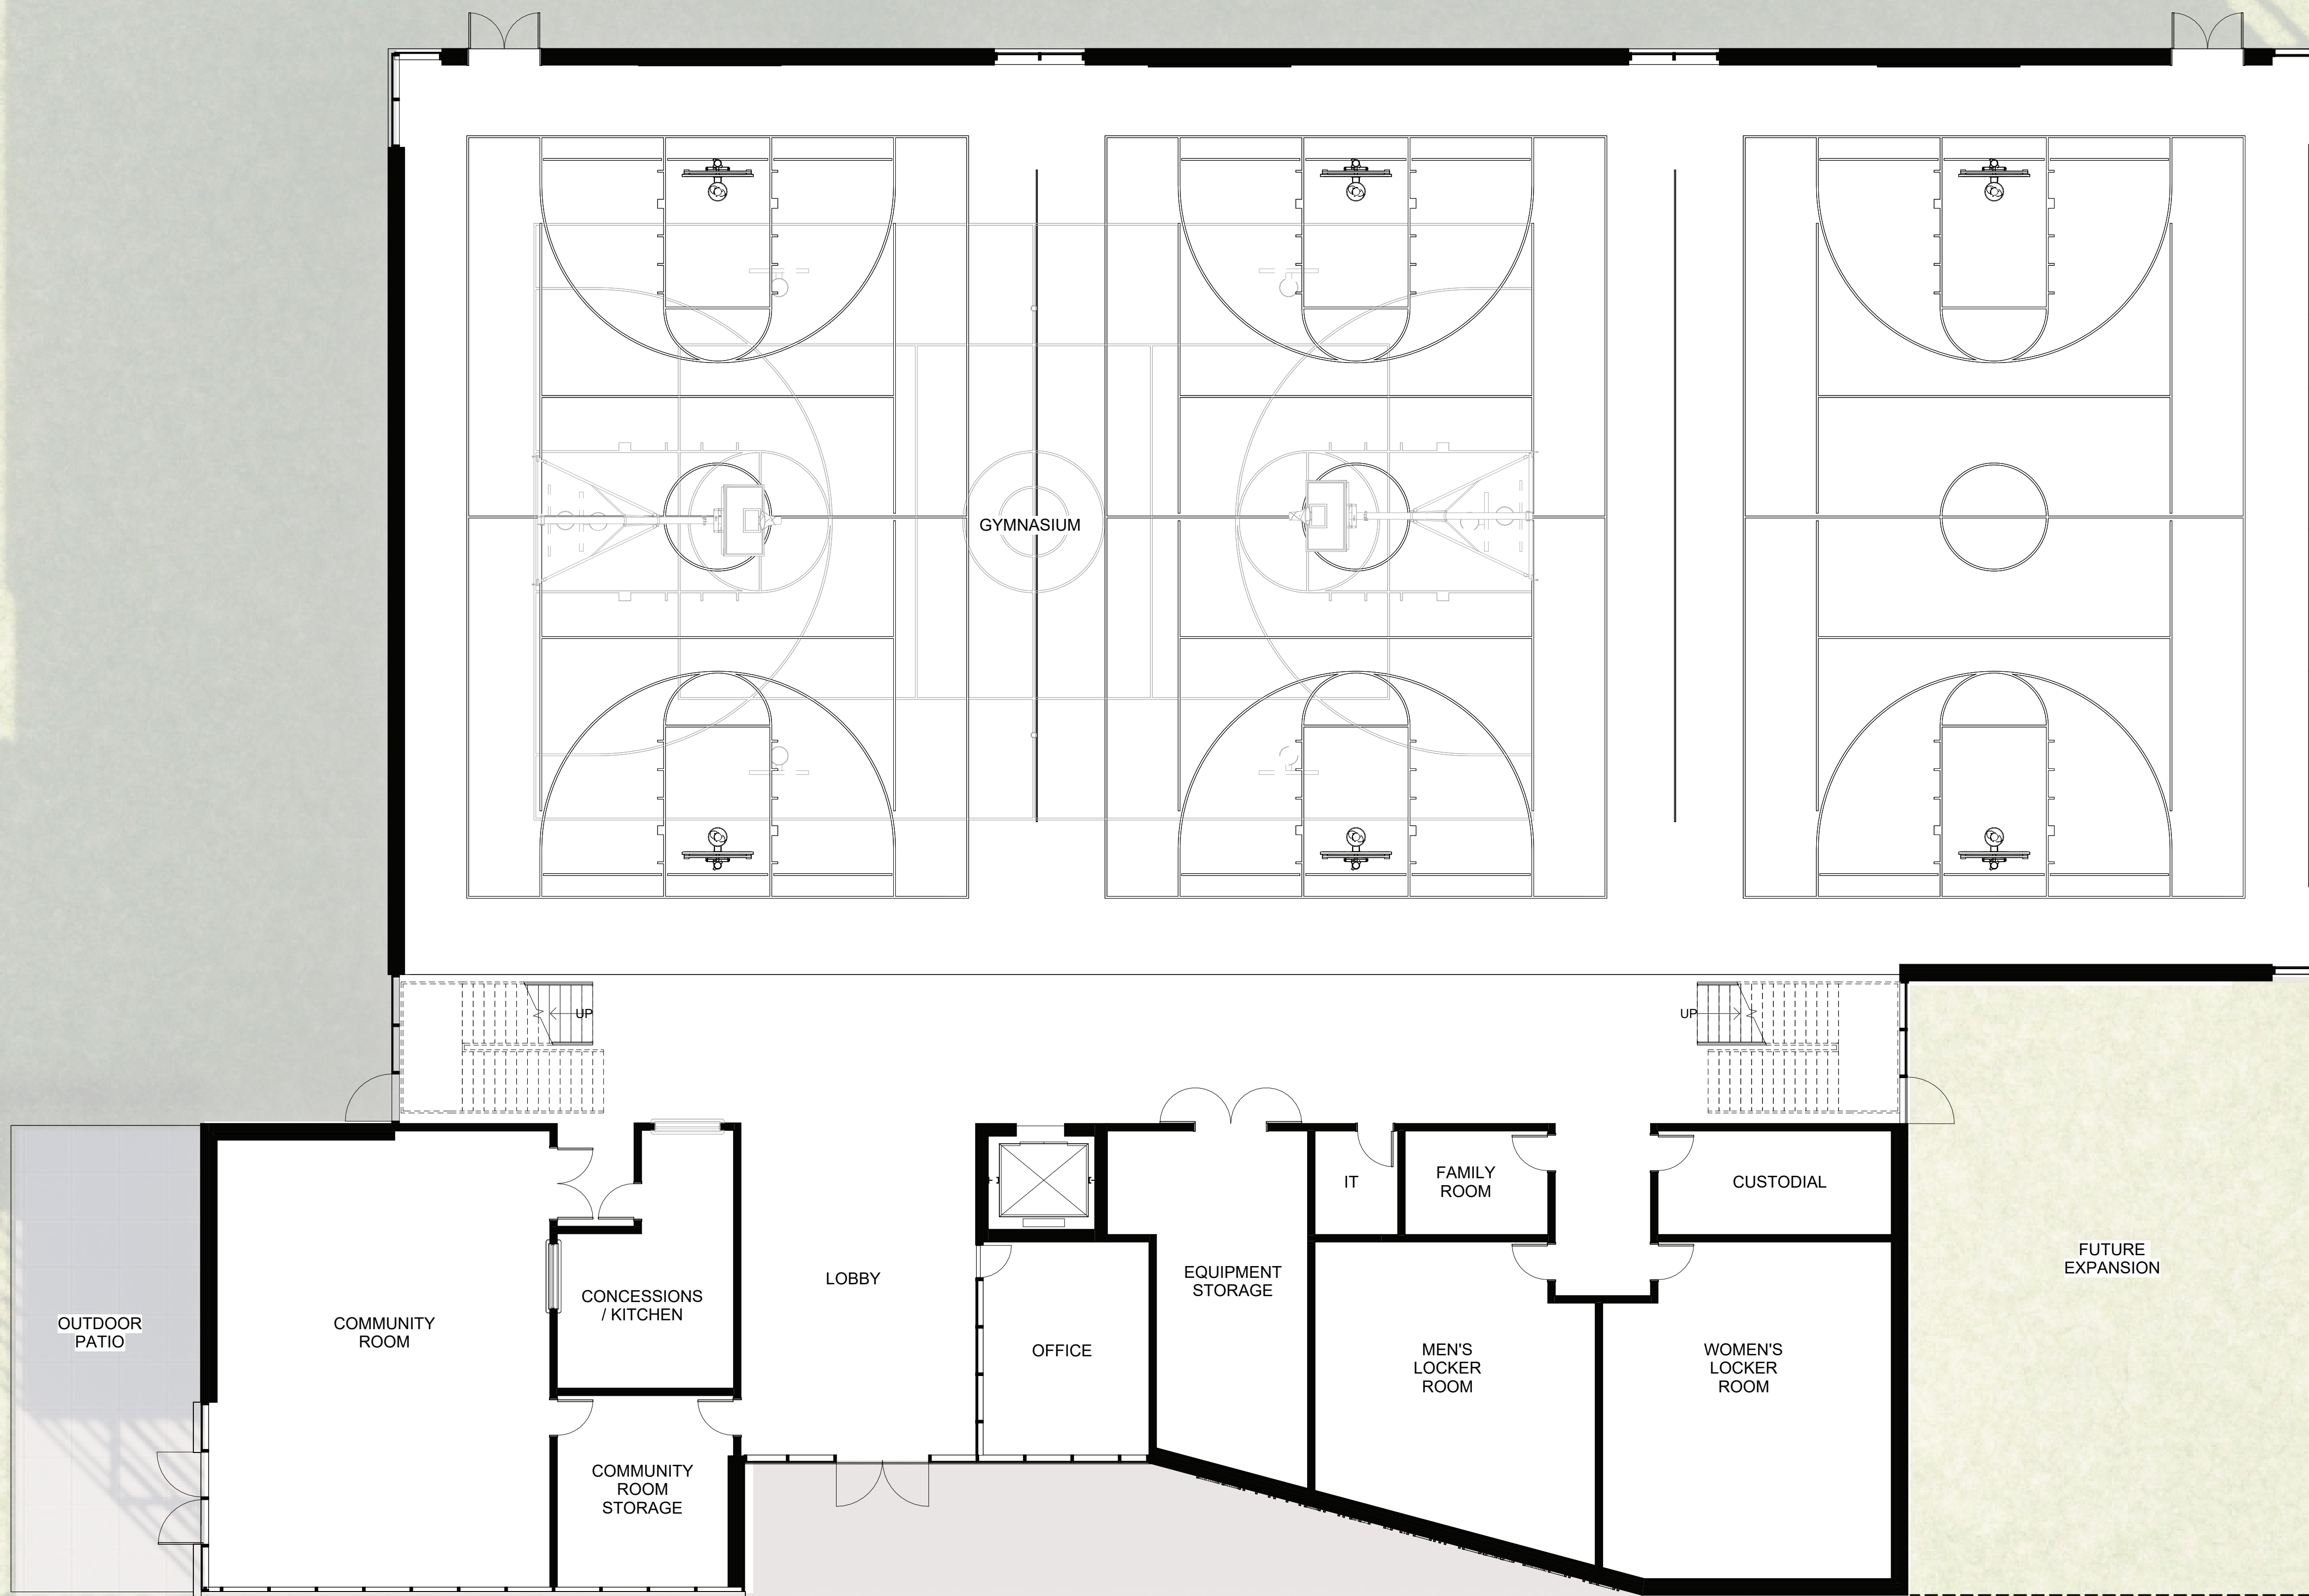 GYMNASIUM
UP
UP
IT
FAMILY
ROOM
CUSTODIAL
LOBBY
EQUIPMENT
STORAGE
FUTURE
EXPANSION
CONCESSIONS
/ KITCHEN
OUTDOOR
PATIO
COMMUNITY
ROOM
OFFICE
MEN'S
LOCKER
ROOM
WOMEN'S
LOCKER
ROOM
COMMUNITY
ROOM
STORAGE